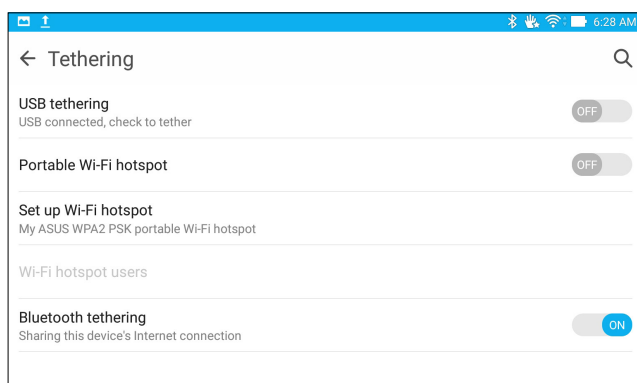 6:28 AM
Tethering
USB tethering
OFF
USB connected, check to tether
Portable Wi-Fi hotspot
OFF
Set up Wi-Fi hotspot
My ASUS WPA2 PSK portable Wi-Fi hotspot
Wi-Fi hotspot users
Bluetooth tethering
ON
Sharing this device's Internet connection